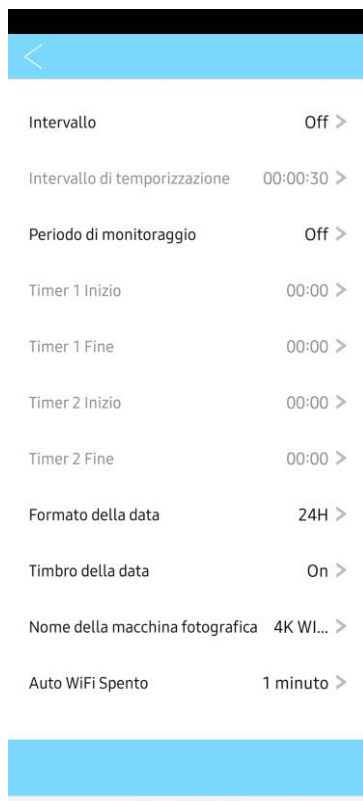 Intervallo Off >
Intervallo di temporizzazione 00:00:30 >
Periodo di monitoraggio Off >
Timer 1 Inizio 00:00 >
Timer 1 Fine 00:00 >
Timer 2 Inizio 00:00 >
Timer 2 Fine 00:00 >
Formato della data 24H >
Timbro della data On >
Nome della macchina fotografica 4K WI... >
Auto WiFi Spento 1 minuto >